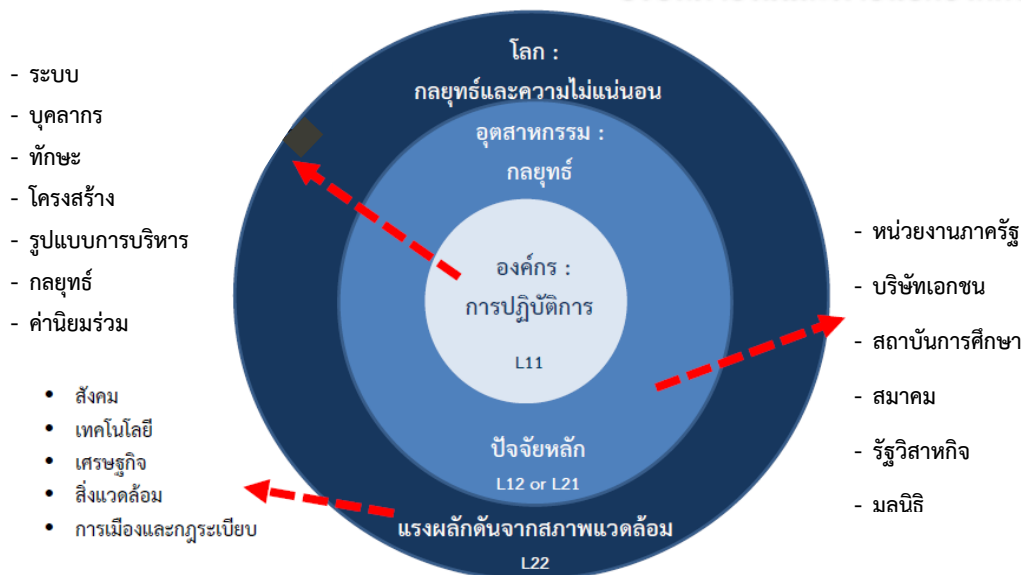 - ระบบ
- บุคลากร
- ทักษะ
- โครงสร้าง
- รูปแบบการบริหาร
- กลยุทธ์
- ค่านิยมร่วม
• สังคม
• เทคโนโลยี
• เศรษฐกิจ
• สิ่งแวดล้อม
• การเมืองและกฎระเบียบ
โลก :
กลยุทธ์และความไม่แน่นอน
อุตสาหกรรม :
กลยุทธ์
องค์กร :
การปฏิบัติการ
L11
ปัจจัยหลัก
L12 or L21
แรงผลักดันจากสภาพแวดล้อม
L22
- หน่วยงานภาครัฐ
- บริษัทเอกชน
- สถาบันการศึกษา
- สมาคม
- รัฐวิสาหกิจ
- มลนิธิ